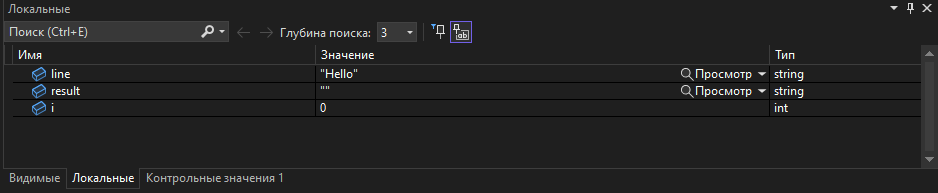 Локальные
Поиск (Ctrl+E) Глубина поиска: 3
Имя Значение Тип
line "Hello" Просмотр string
result "" Просмотр string
i 0 int
Видимые Локальные Контрольные значения 1